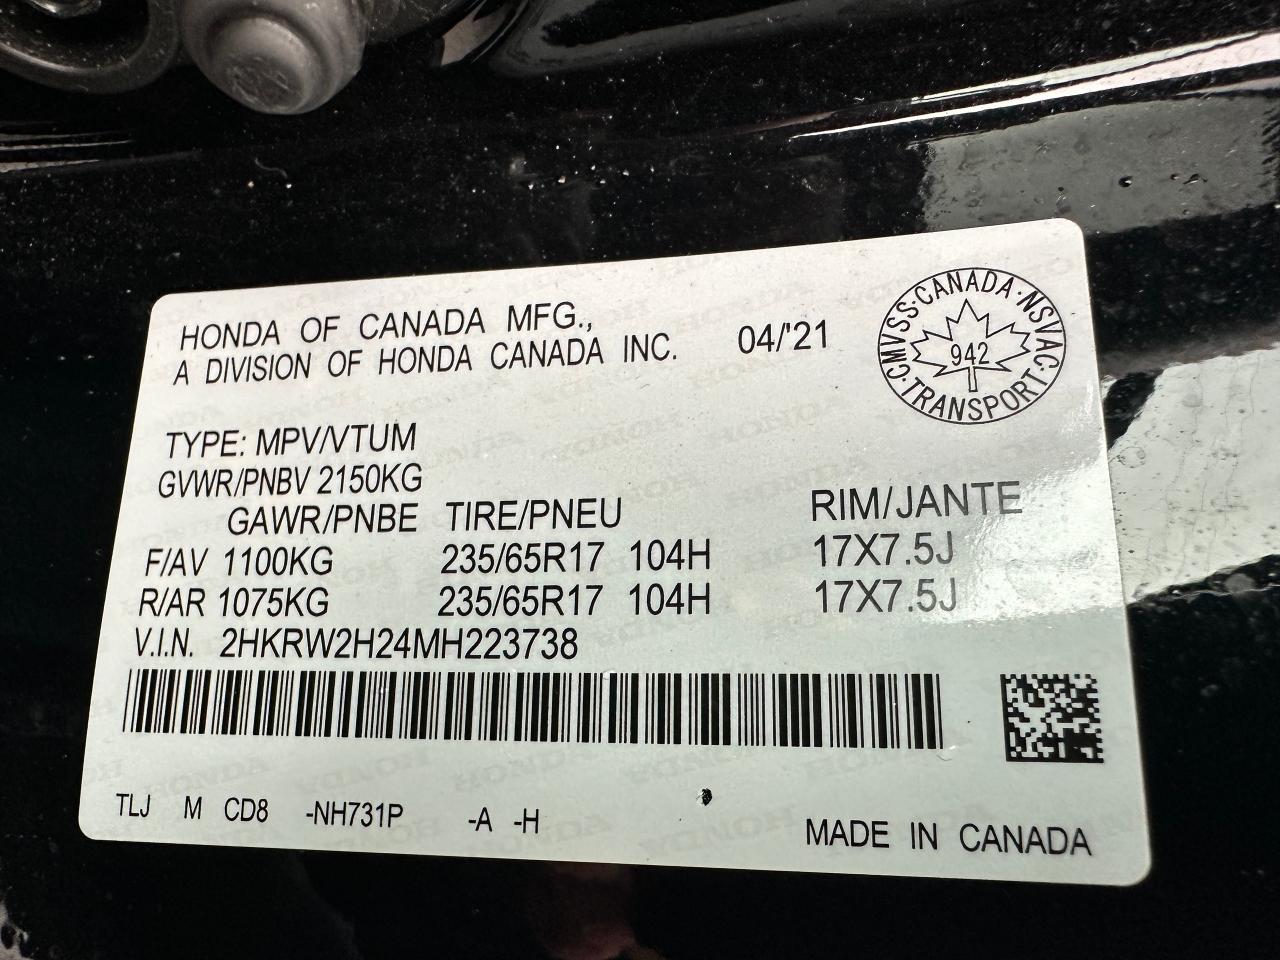 HONDA OF CANADA MFG.,
A DIVISION OF HONDA CANADA INC.
04/'21
CMVSS·CANADA·NSVAC·TRANSPORT·
942
TYPE: MPV/VTUM
GVWR/PNBV 2150KG
GAWR/PNBE TIRE/PNEU RIM/JANTE
F/AV 1100KG 235/65R17 104H 17X7.5J
R/AR 1075KG 235/65R17 104H 17X7.5J
V.I.N. 2HKRW2H24MH223738
TLJ M CD8 -NH731P -A -H
MADE IN CANADA